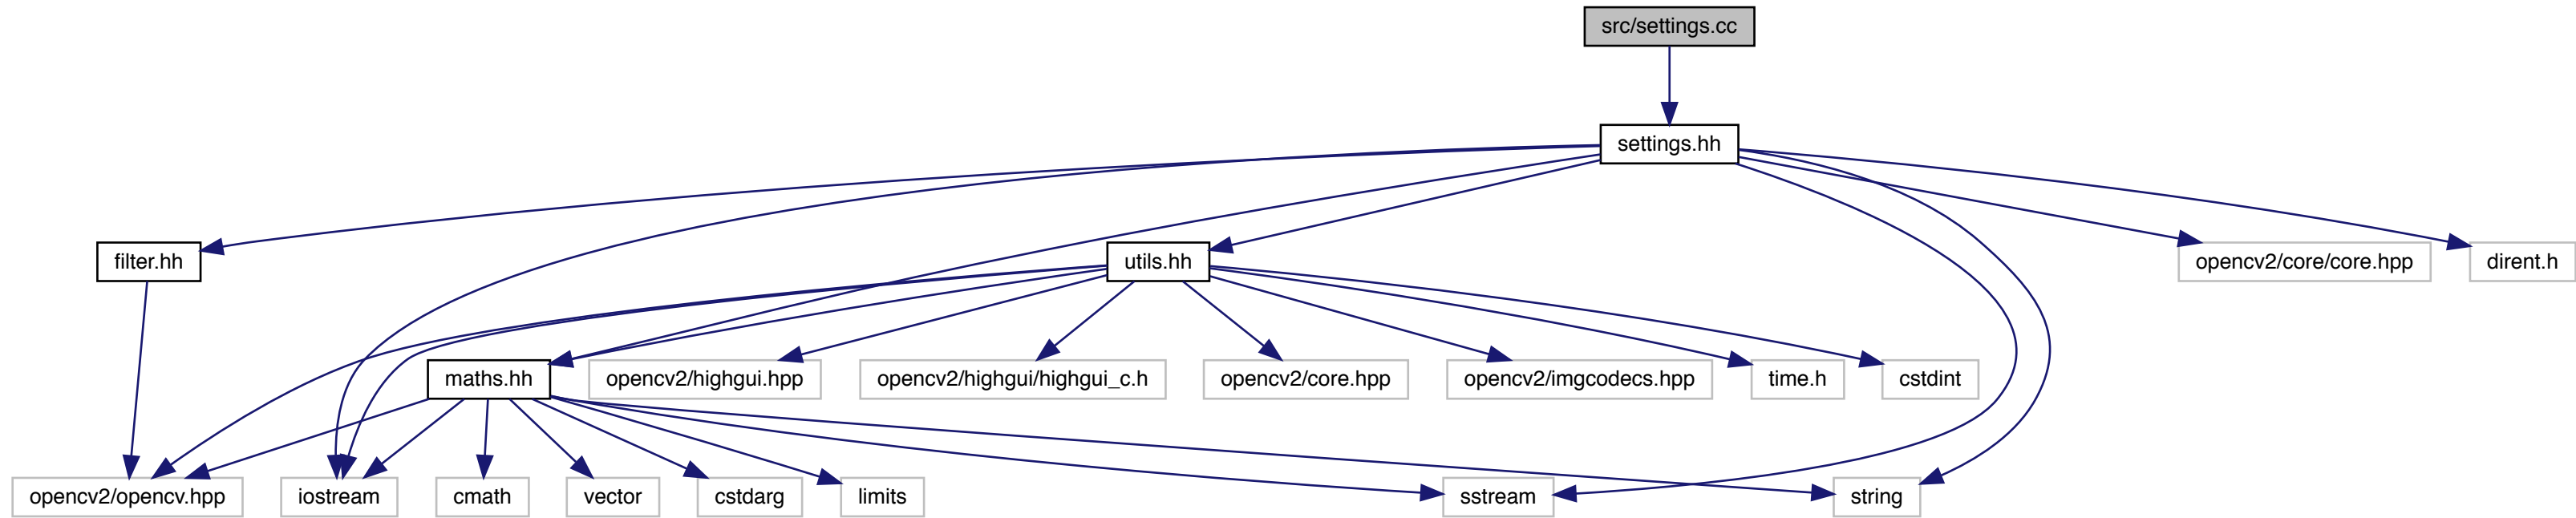 src/settings.cc
settings.hh
filter.hh
utils.hh
opencv2/core/core.hpp
dirent.h
maths.hh
opencv2/highgui.hpp
opencv2/highgui/highgui_c.h
opencv2/core.hpp
opencv2/imgcodecs.hpp
time.h
cstdint
opencv2/opencv.hpp
iostream
cmath
vector
cstdarg
limits
sstream
string